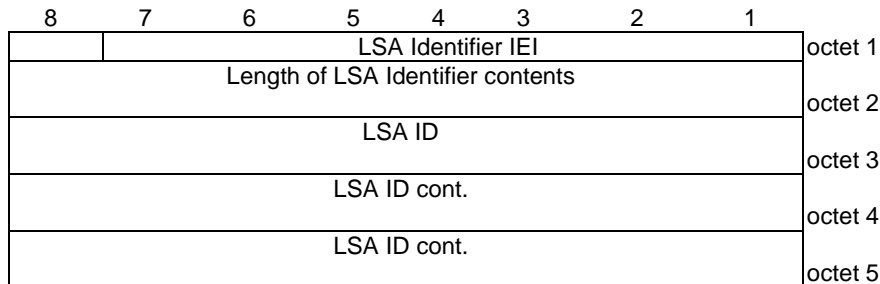 8 7 6 5 4 3 2 1
LSA Identifier IEI octet 1
Length of LSA Identifier contents
octet 2
LSA ID
octet 3
LSA ID cont.
octet 4
LSA ID cont.
octet 5